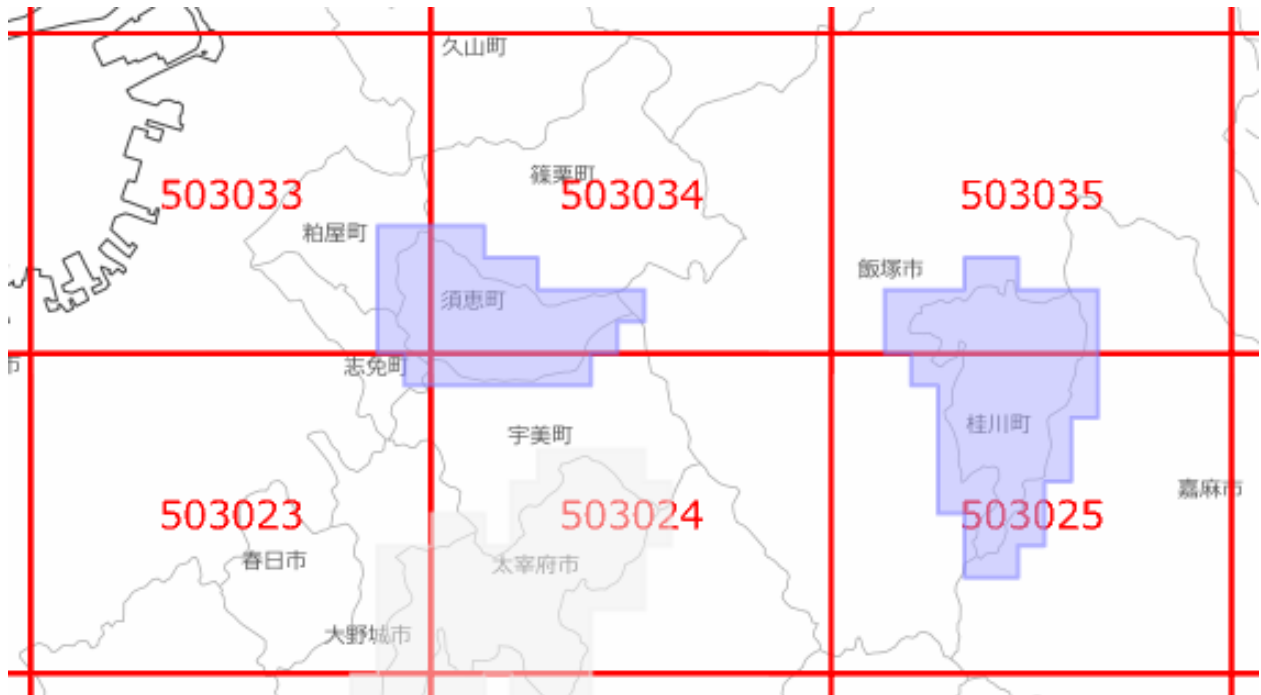 久山町
篠栗町
503033
503034
503035
粕屋町
飯塚市
須恵町
志免町
市
桂川町
宇美町
嘉麻市
503023
503024
503025
春日市
太宰府市
大野城市